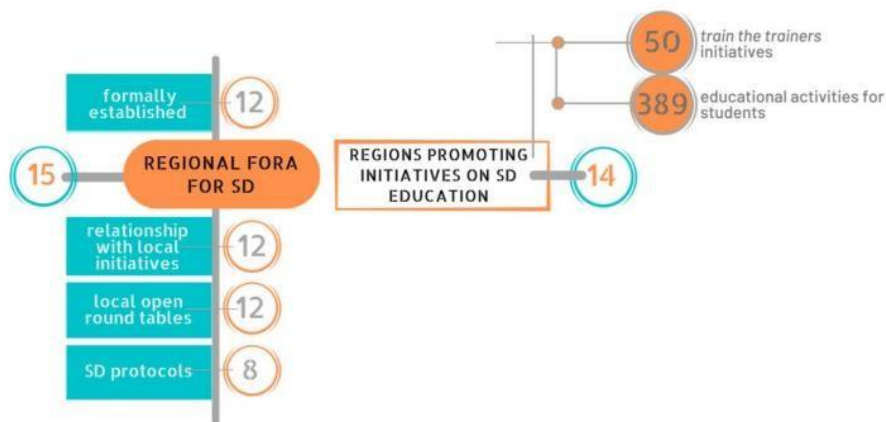 formally
established
12
15
REGIONAL FORA
FOR SD
relationship
with local
initiatives
12
local open
round tables
12
SD protocols
8
50
train the trainers
initiatives
389
educational activities for
students
REGIONS PROMOTING
INITIATIVES ON SD
EDUCATION
14